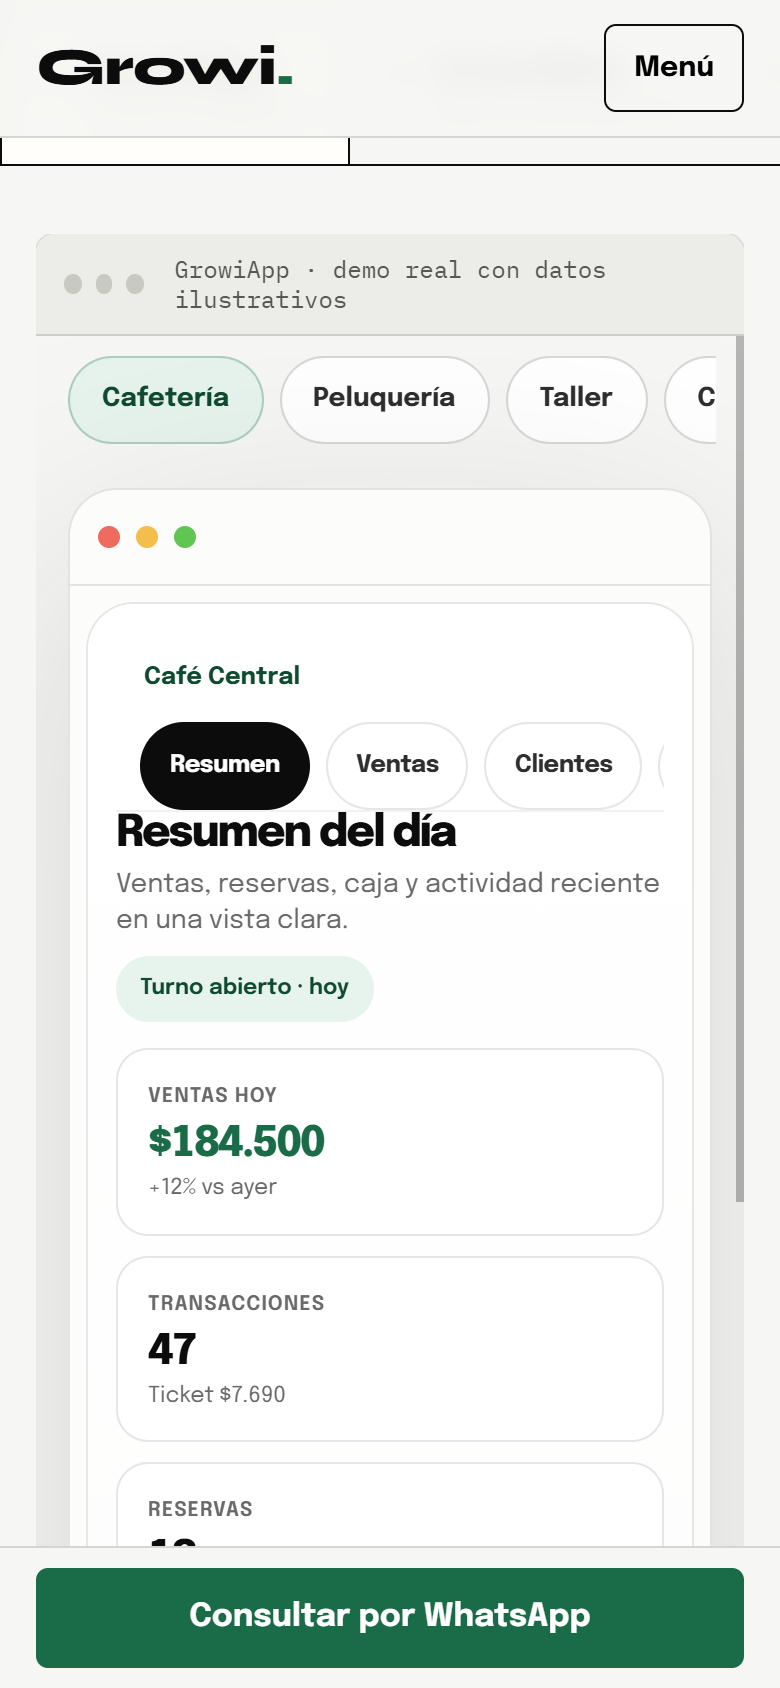 Growi.
Menú
GrowiApp · demo real con datos
ilustrativos
Cafetería
Peluquería
Taller
C
Café Central
Resumen
Ventas
Clientes
Resumen del día
Ventas, reservas, caja y actividad reciente
en una vista clara.
Turno abierto · hoy
VENTAS HOY
$184.500
+12% vs ayer
TRANSACCIONES
47
Ticket $7.690
RESERVAS
Consultar por WhatsApp